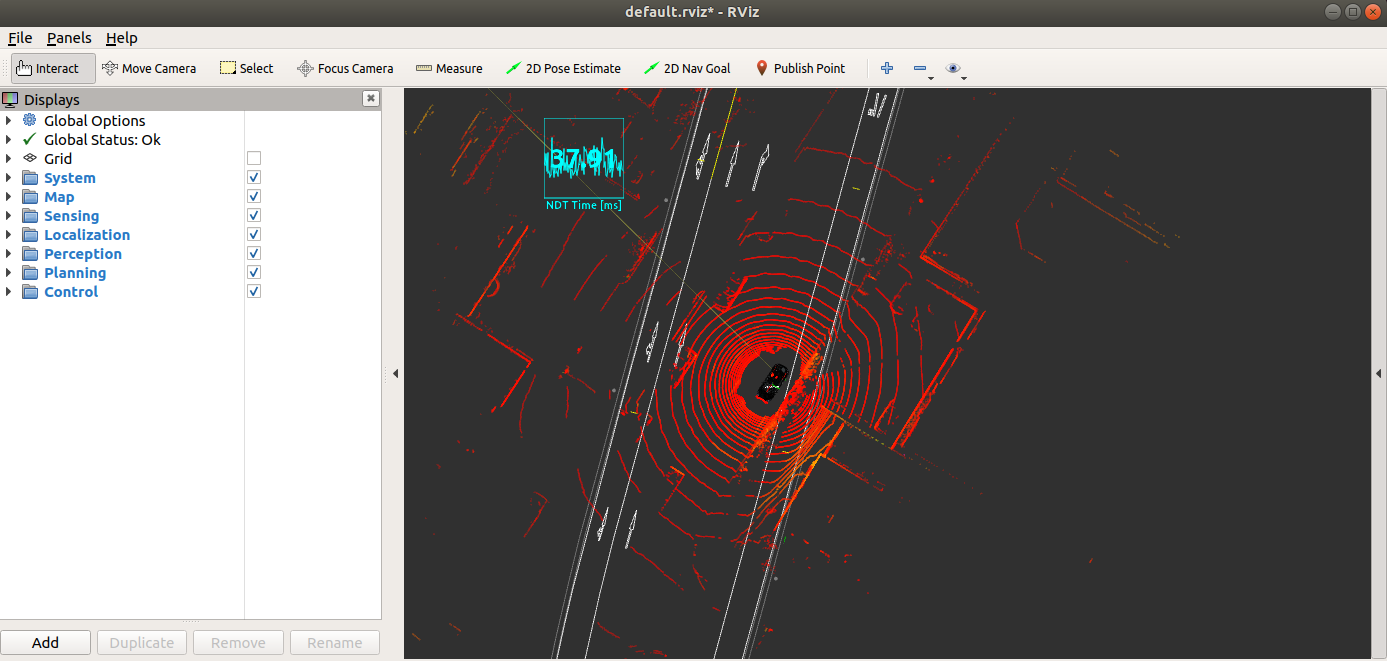 default.rviz* - RViz
File Panels Help
Interact Move Camera Select Focus Camera Measure 2D Pose Estimate 2D Nav Goal Publish Point
Displays
Global Options
Global Status: Ok
Grid
System
Map
Sensing
Localization
Perception
Planning
Control
Add Duplicate Remove Rename
37.91
NDT Time [ms]